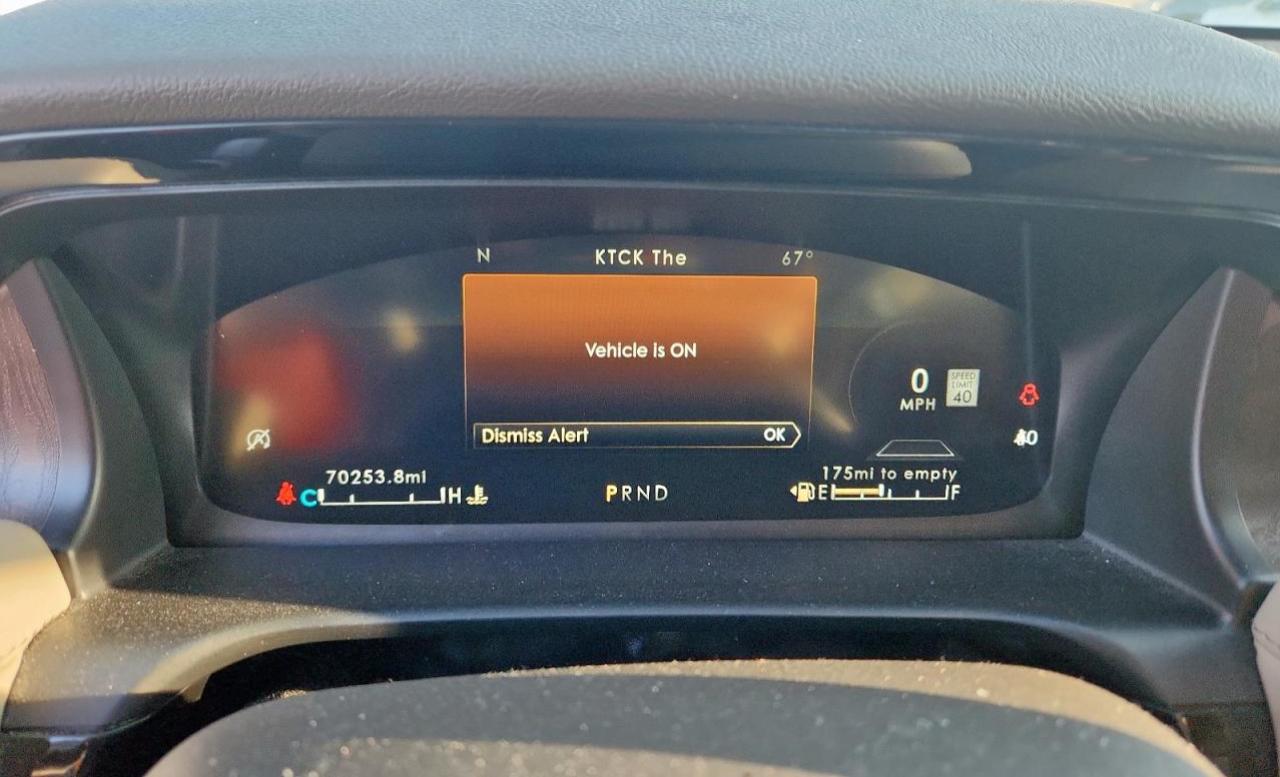 N KTCK The 67°
Vehicle is ON
0
MPH
SPEED
LIMIT
40
Dismiss Alert OK
70253.8mi
175mi to empty
C H
PRND
E F